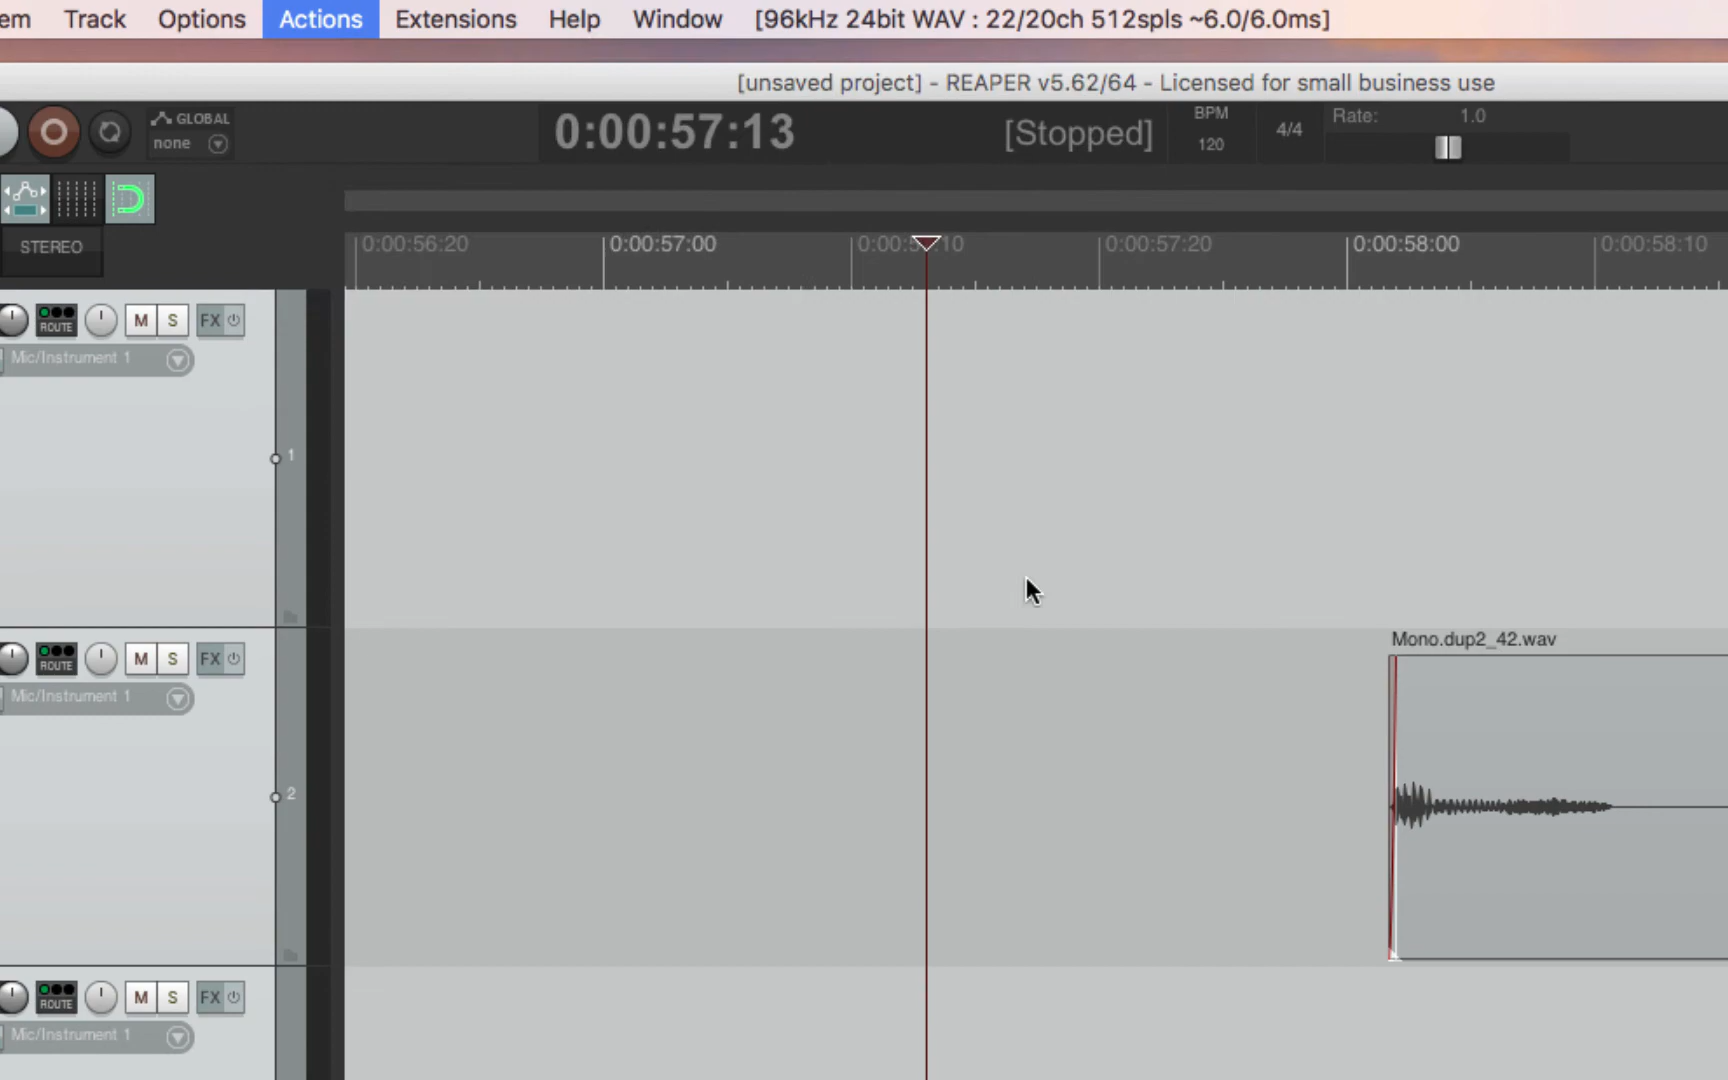 em Track Options Actions Extensions Help Window [96kHz 24bit WAV : 22/20ch 512spls ~6.0/6.0ms]
[unsaved project] - REAPER v5.62/64 - Licensed for small business use
GLOBAL
none
0:00:57:13
[Stopped]
BPM
120
4/4
Rate: 1.0
STEREO
0:00:56:20 0:00:57:00 0:00:5 10 0:00:57:20 0:00:58:00 0:00:58:10
ROUTE M S FX
Mic/Instrument 1
1
Mono.dup2_42.wav
ROUTE M S FX
Mic/Instrument 1
2
ROUTE M S FX
Mic/Instrument 1